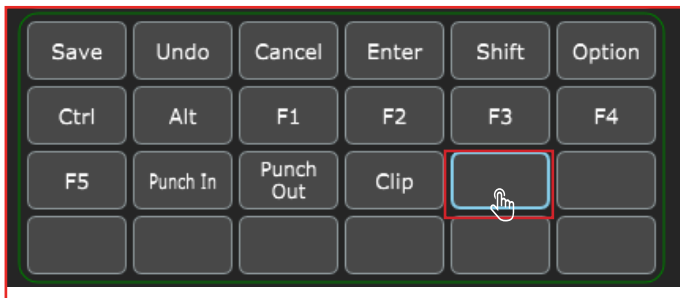 Save Undo Cancel Enter Shift Option
Ctrl Alt F1 F2 F3 F4
F5 Punch In Punch Out Clip